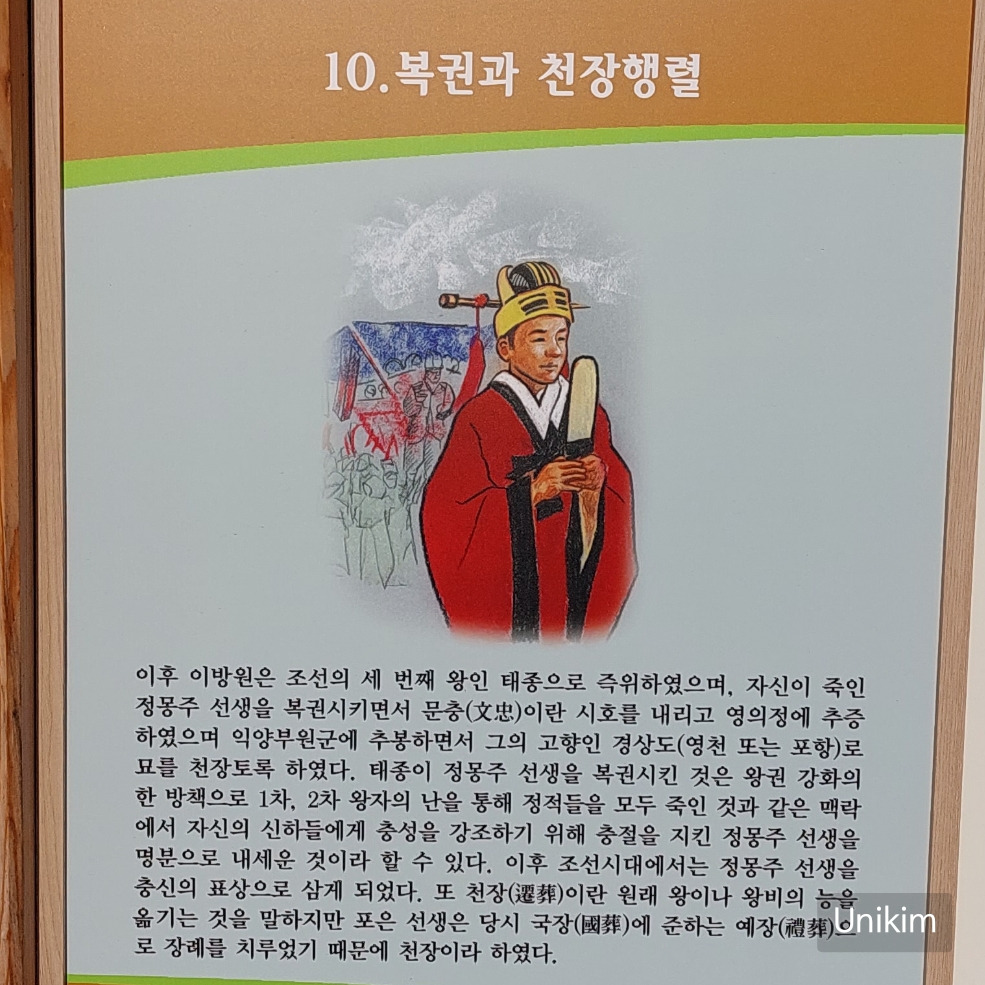 10.복권과 천장행렬
이후 이방원은 조선의 세 번째 왕인 태종으로 즉위하였으며, 자신이 죽인
정몽주 선생을 복권시키면서 문충(文忠)이란 시호를 내리고 영의정에 추증
하였으며 익양부원군에 추봉하면서 그의 고향인 경상도(영천 또는 포항)로
묘를 천장토록 하였다. 태종이 정몽주 선생을 복권시킨 것은 왕권 강화의
한 방책으로 1차, 2차 왕자의 난을 통해 정적들을 모두 죽인 것과 같은 맥락
에서 자신의 신하들에게 충성을 강조하기 위해 충절을 지킨 정몽주 선생을
명분으로 내세운 것이라 할 수 있다. 이후 조선시대에서는 정몽주 선생을
충신의 표상으로 삼게 되었다. 또 천장(遷葬)이란 원래 왕이나 왕비의 능을
옮기는 것을 말하지만 포은 선생은 당시 국장(國葬)에 준하는 예장(禮葬)으
로 장례를 치루었기 때문에 천장이라 하였다.
Unikim